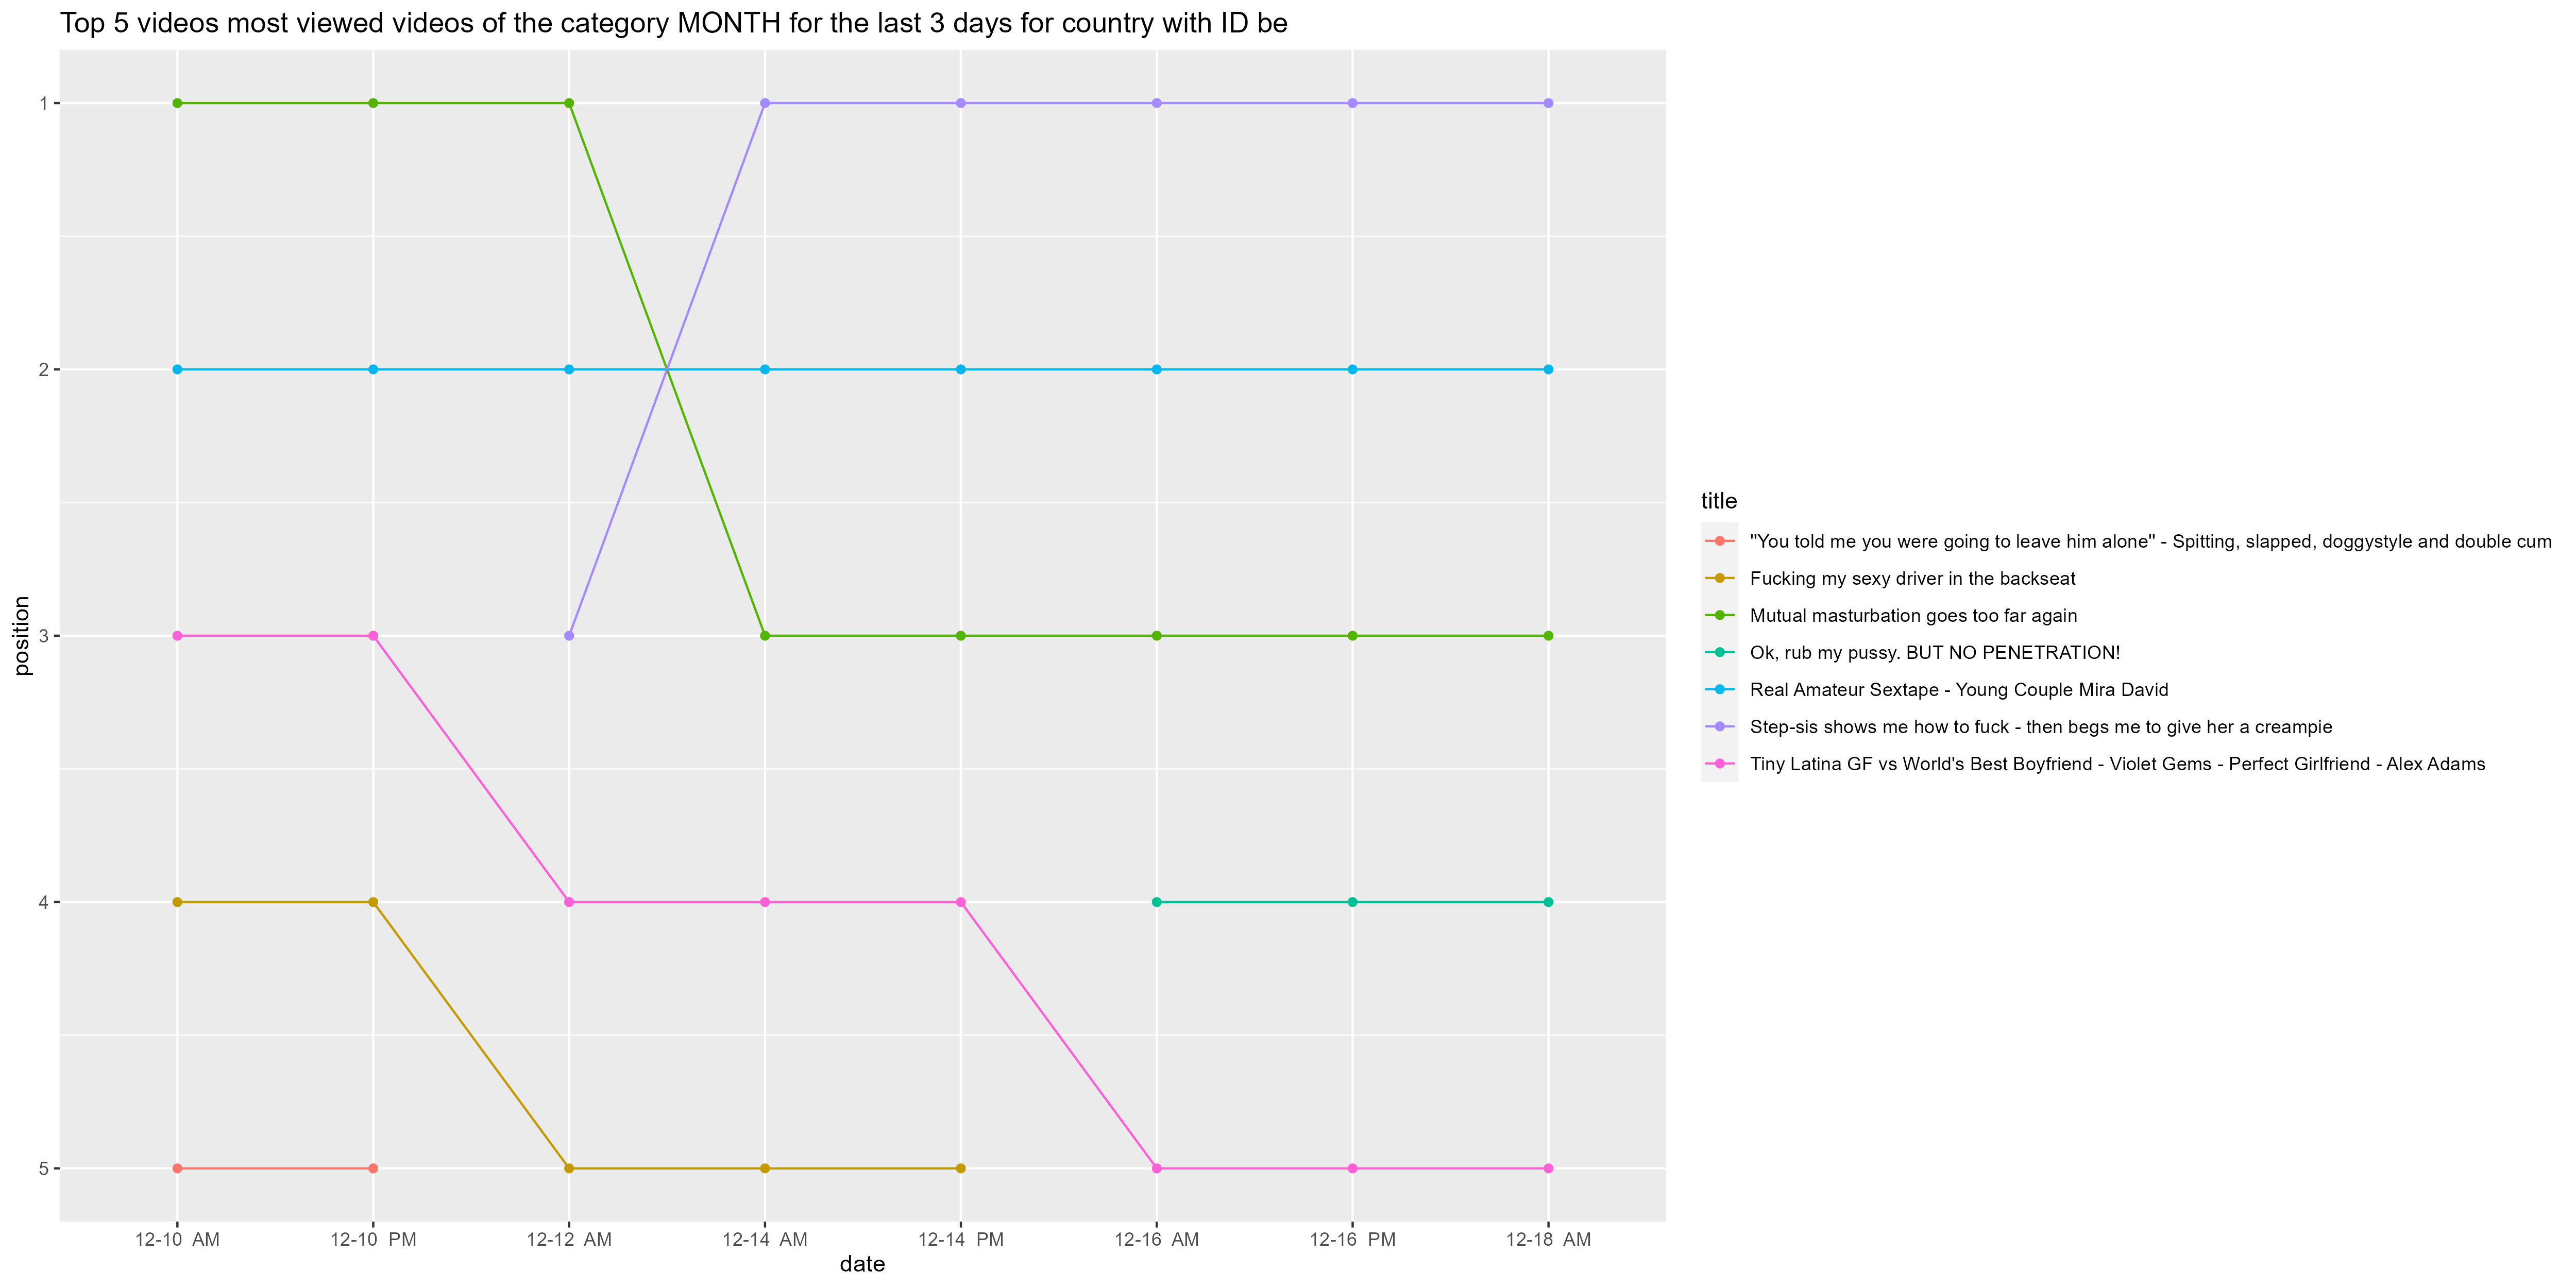 Top 5 videos most viewed videos of the category MONTH for the last 3 days for country with ID be
position
1
2
3
4
5
12-10 AM
12-10 PM
12-12 AM
12-14 AM
12-14 PM
12-16 AM
12-16 PM
12-18 AM
date
title
"You told me you were going to leave him alone" - Spitting, slapped, doggystyle and double cum
Fucking my sexy driver in the backseat
Mutual masturbation goes too far again
Ok, rub my pussy. BUT NO PENETRATION!
Real Amateur Sextape - Young Couple Mira David
Step-sis shows me how to fuck - then begs me to give her a creampie
Tiny Latina GF vs World's Best Boyfriend - Violet Gems - Perfect Girlfriend - Alex Adams